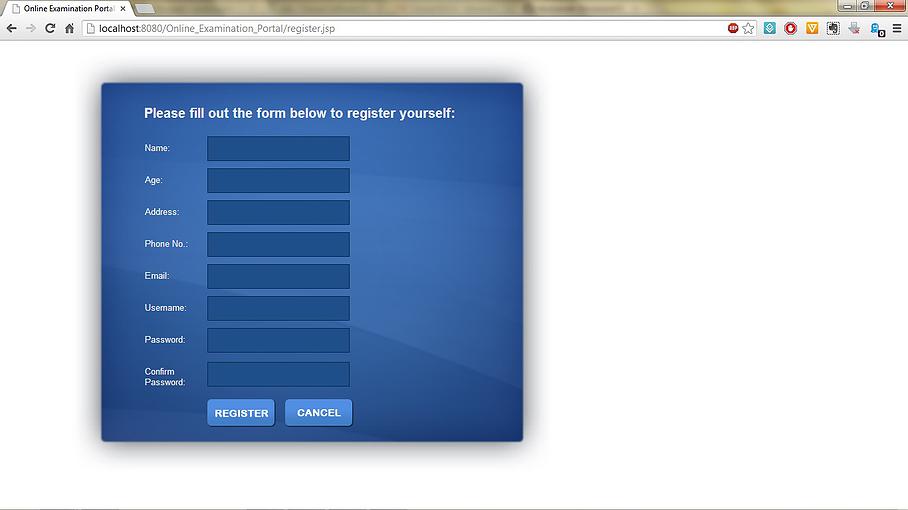 Online Examination Portal
localhost:8080/Online_Examination_Portal/register.jsp
ABP
Please fill out the form below to register yourself:
Name:
Age:
Address:
Phone No.:
Email:
Username:
Password:
Confirm
Password:
REGISTER
CANCEL